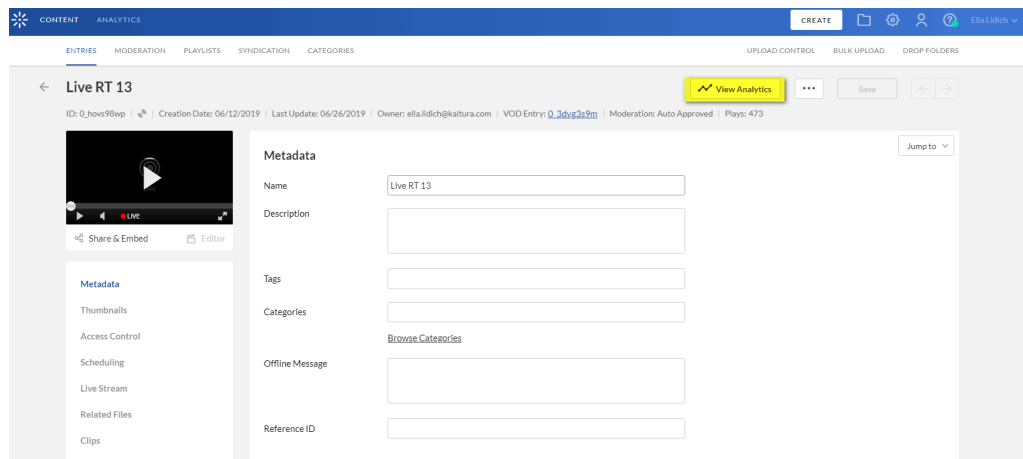 CONTENT ANALYTICS CREATE Ella Lidich
ENTRIES MODERATION PLAYLISTS SYNDICATION CATEGORIES UPLOAD CONTROL BULK UPLOAD DROP FOLDERS
Live RT 13 View Analytics ••• Save
ID: 0_hovs98wp | Creation Date: 06/12/2019 | Last Update: 06/26/2019 | Owner: ella.lidich@kaltura.com | VOD Entry: 0_3dvg3s9m | Moderation: Auto Approved | Plays: 473
Jump to
Metadata
Name Live RT 13
Description
LIVE
Share & Embed Editor
Tags
Metadata
Thumbnails
Categories
Access Control
Browse Categories
Scheduling
Offline Message
Live Stream
Related Files
Reference ID
Clips